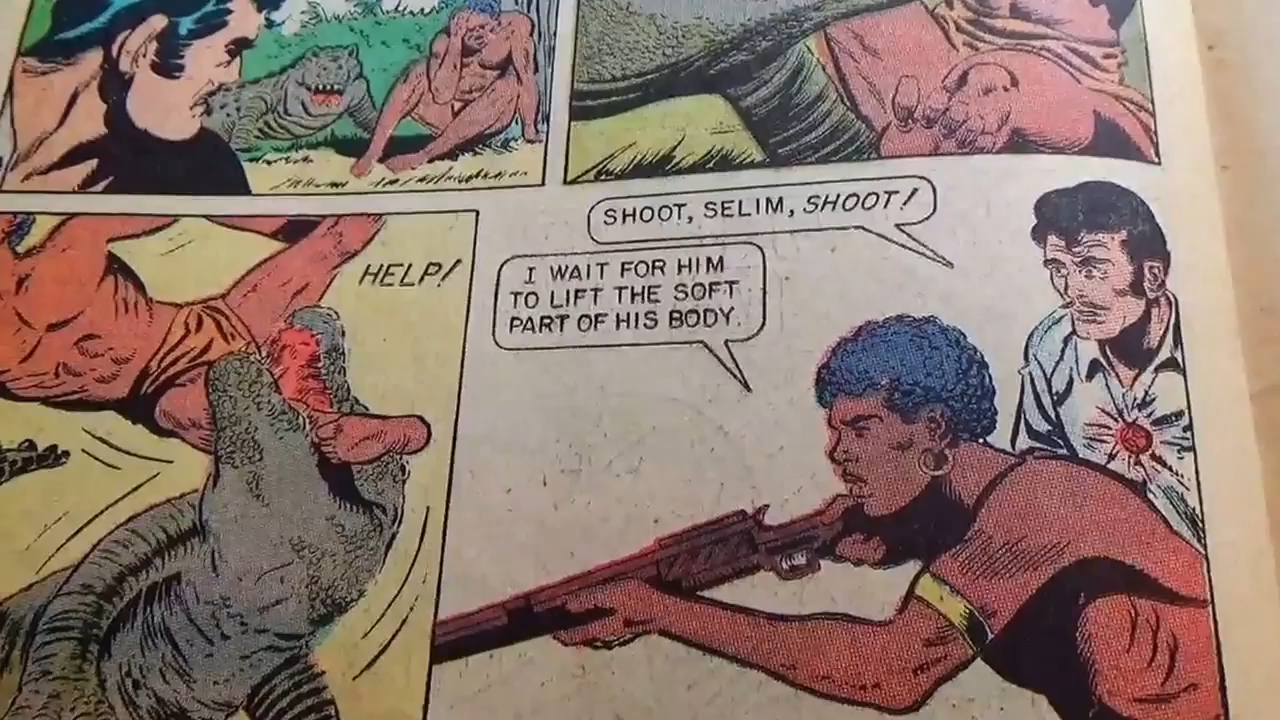 HELP!
SHOOT, SELIM, SHOOT!
I WAIT FOR HIM
TO LIFT THE SOFT
PART OF HIS BODY.